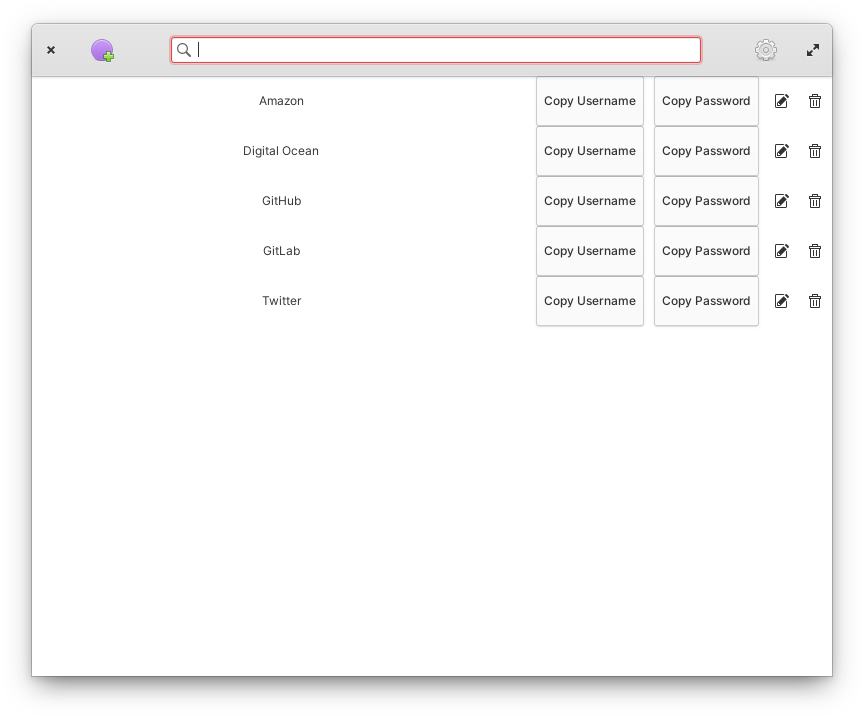 Amazon Copy Username Copy Password
Digital Ocean Copy Username Copy Password
GitHub Copy Username Copy Password
GitLab Copy Username Copy Password
Twitter Copy Username Copy Password